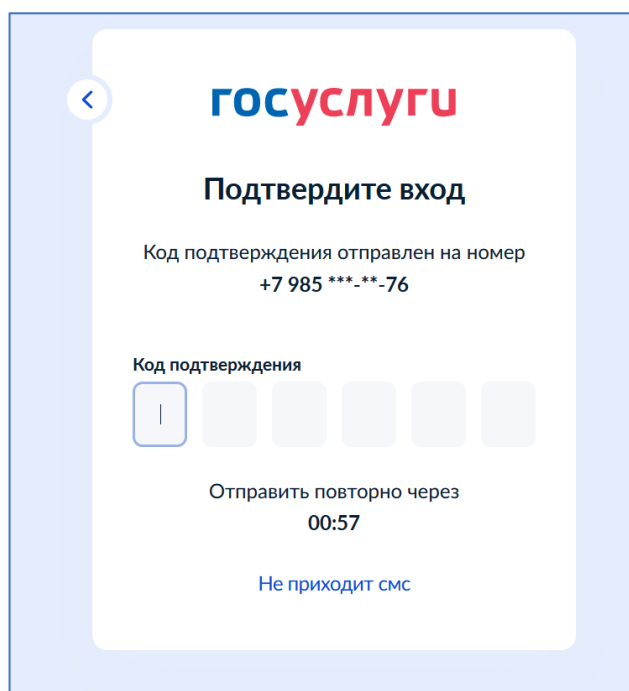 госуслуги
Подтвердите вход
Код подтверждения отправлен на номер
+7 985 ***-**-76
Код подтверждения
Отправить повторно через
00:57
Не приходит смс